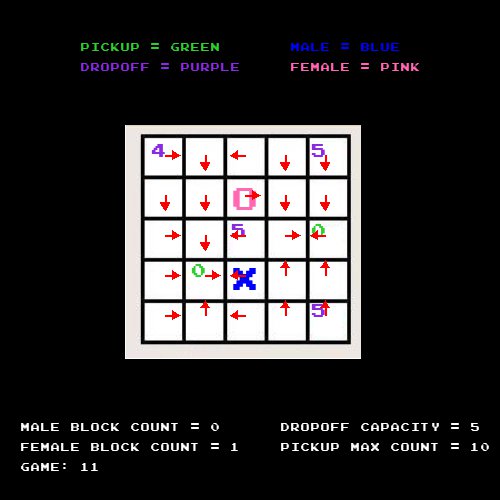 PICKUP = GREEN MALE = BLUE
DROPOFF = PURPLE FEMALE = PINK
4 5
5 0
0
5
MALE BLOCK COUNT = 0 DROPOFF CAPACITY = 5
FEMALE BLOCK COUNT = 1 PICKUP MAX COUNT = 10
GAME: 11